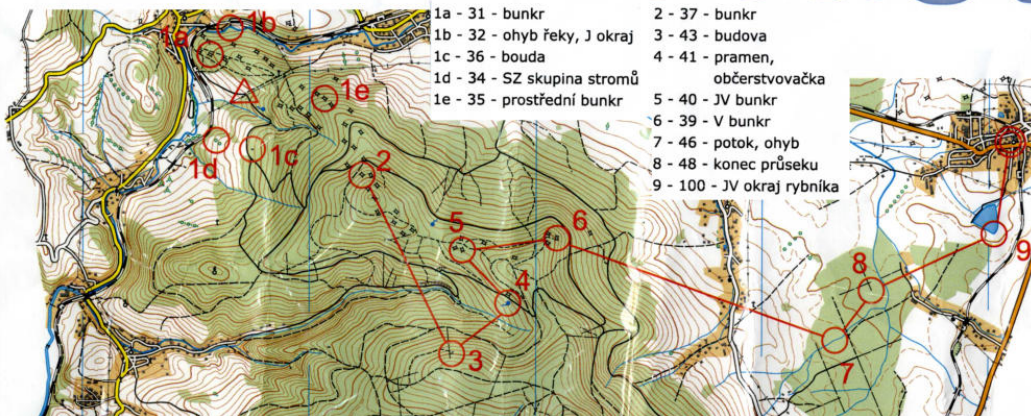 1a - 31 - bunkr
1b - 32 - ohyb řeky, J okraj
1c - 36 - bouda
1d - 34 - SZ skupina stromů
1e - 35 - prostřední bunkr
2 - 37 - bunkr
3 - 43 - budova
4 - 41 - pramen,
občerstvovačka
5 - 40 - JV bunkr
6 - 39 - V bunkr
7 - 46 - potok, ohyb
8 - 48 - konec průseku
9 - 100 - JV okraj rybníka
1a
1b
1e
1d
1c
2
5
6
4
3
8
9
7